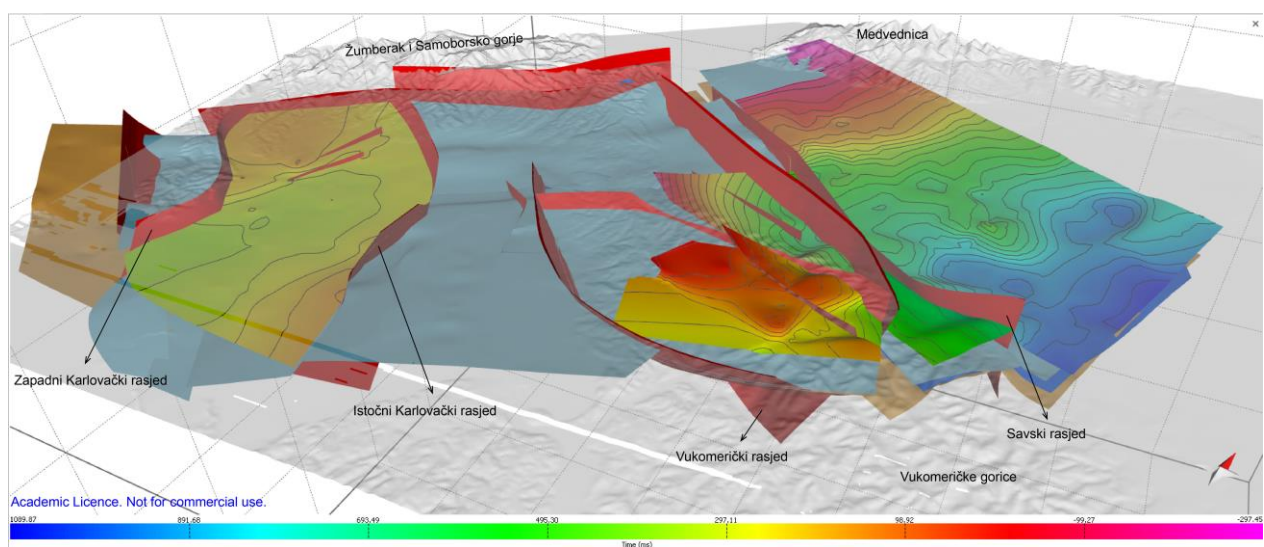 Žumberak i Samoborsko gorje
Medvednica
Zapadni Karlovački rasjed
Istočni Karlovački rasjed
Vukomerički rasjed
Savski rasjed
Vukomeričke gorice
Academic Licence. Not for commercial use.
1089.87 891.68 693.49 495.30 297.11 98.92 -99.27 -297.45
Time (ms)